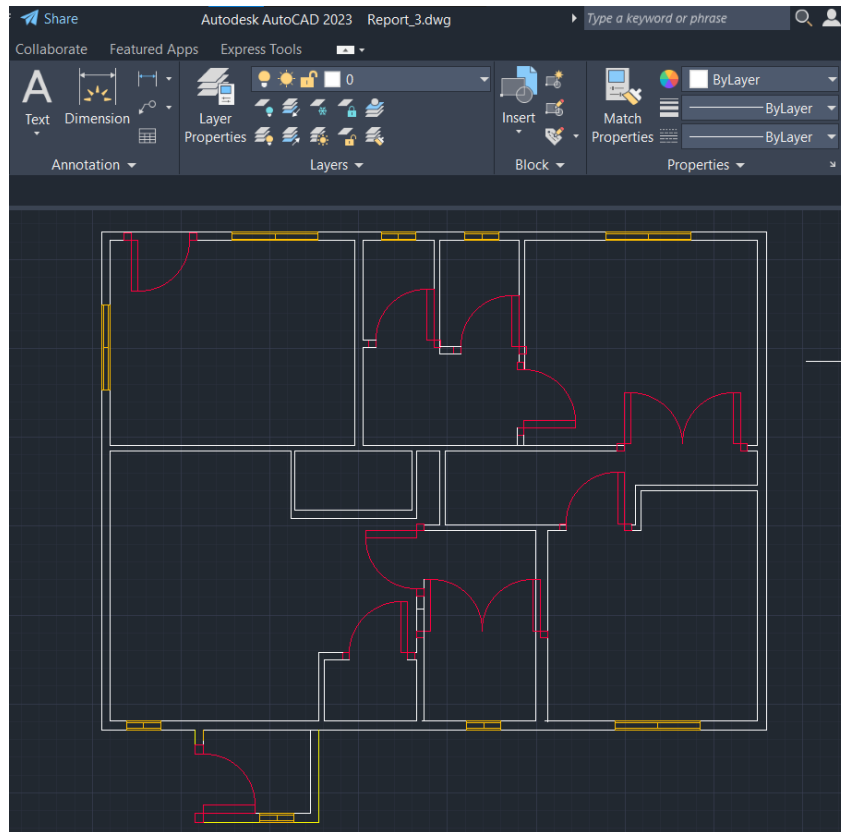 Share Autodesk AutoCAD 2023 Report_3.dwg Type a keyword or phrase
Collaborate Featured Apps Express Tools
0 ByLayer
Text Dimension Layer Properties Insert Match Properties ByLayer
ByLayer
Annotation Layers Block Properties